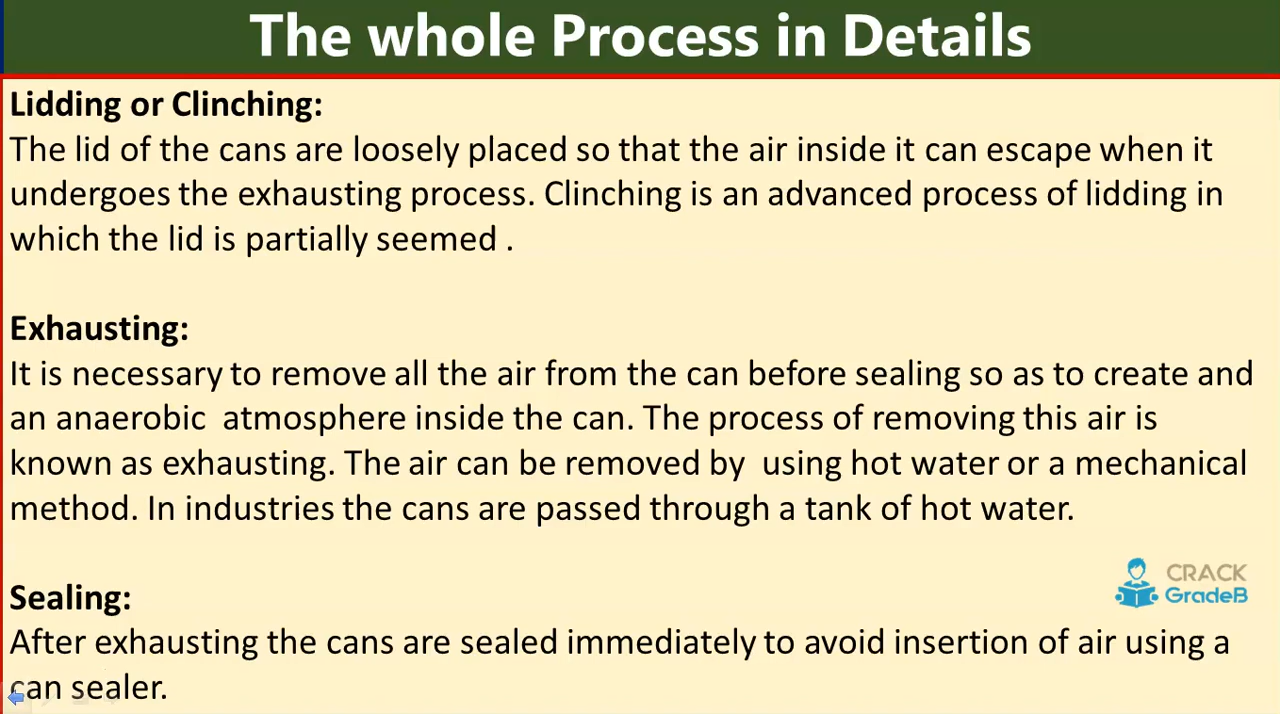 The whole Process in Details
Lidding or Clinching:
The lid of the cans are loosely placed so that the air inside it can escape when it
undergoes the exhausting process. Clinching is an advanced process of lidding in
which the lid is partially seemed .
Exhausting:
It is necessary to remove all the air from the can before sealing so as to create and
an anaerobic  atmosphere inside the can. The process of removing this air is
known as exhausting. The air can be removed by  using hot water or a mechanical
method. In industries the cans are passed through a tank of hot water.
CRACK
GradeB
Sealing:
After exhausting the cans are sealed immediately to avoid insertion of air using a
can sealer.